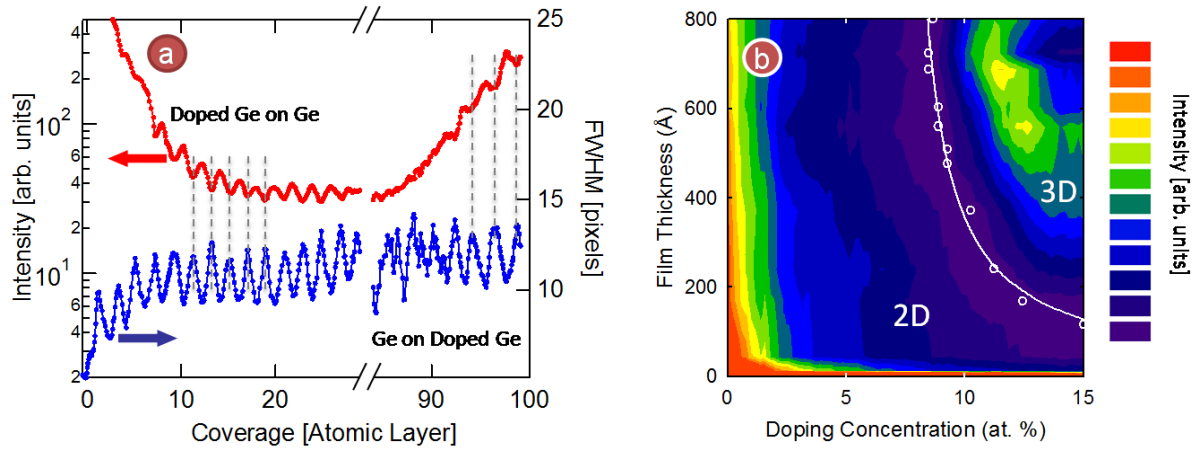 a
Doped Ge on Ge
Ge on Doped Ge
Intensity [arb. units]
4
2
10²
6
4
2
10¹
6
4
2
25
20
15
10
FWHM [pixels]
0 10 20 90 100
Coverage [Atomic Layer]
b
2D
3D
Film Thickness (Å)
800
600
400
200
0
0 5 10 15
Doping Concentration (at. %)
Intensity [arb. units]